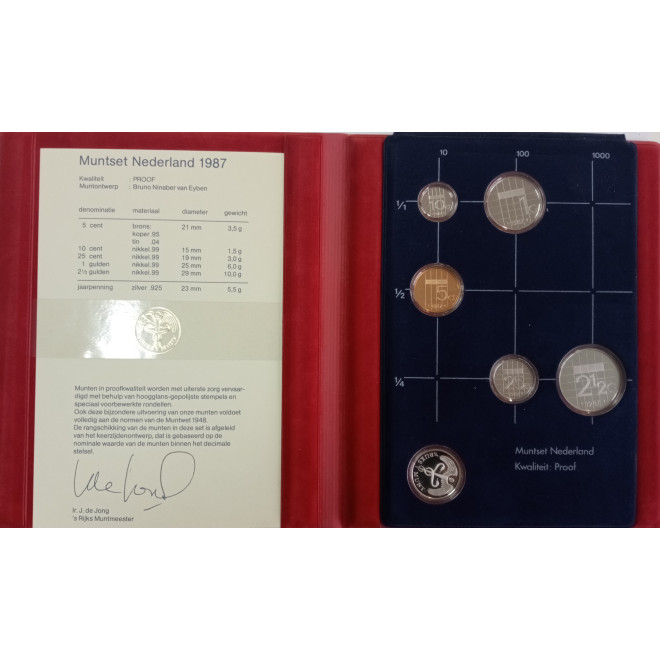 Muntset Nederland 1987
Kwaliteit : PROOF
Muntontwerp : Bruno Ninaber van Eyben
denominatie materiaal diameter gewicht
5 cent brons: 21 mm 3,5 g
koper .95
tin .04
10 cent nikkel.99 15 mm 1,5 g
25 cent nikkel.99 19 mm 3,0 g
1 gulden nikkel.99 25 mm 6,0 g
2½ gulden nikkel.99 29 mm 10,0 g
jaarpenning zilver .925 23 mm 5,5 g
Munten in proofkwaliteit worden met uiterste zorg vervaar-
digd met behulp van hoogglans-gepolijste stempels en
speciaal voorbewerkte rondellen.
Ook deze bijzondere uitvoering van onze munten voldoet
volledig aan de normen van de Muntwet 1948.
De rangschikking van de munten in deze set is afgeleid
van het keerzijdenontwerp, dat is gebaseerd op de
nominale waarde van de munten binnen het decimale
stelsel.
Ir. J. de Jong
's Rijks Muntmeester
10 100 1000
1/1
10
1
1/2
5c
1/4
2½
Muntset Nederland
Kwaliteit: Proof